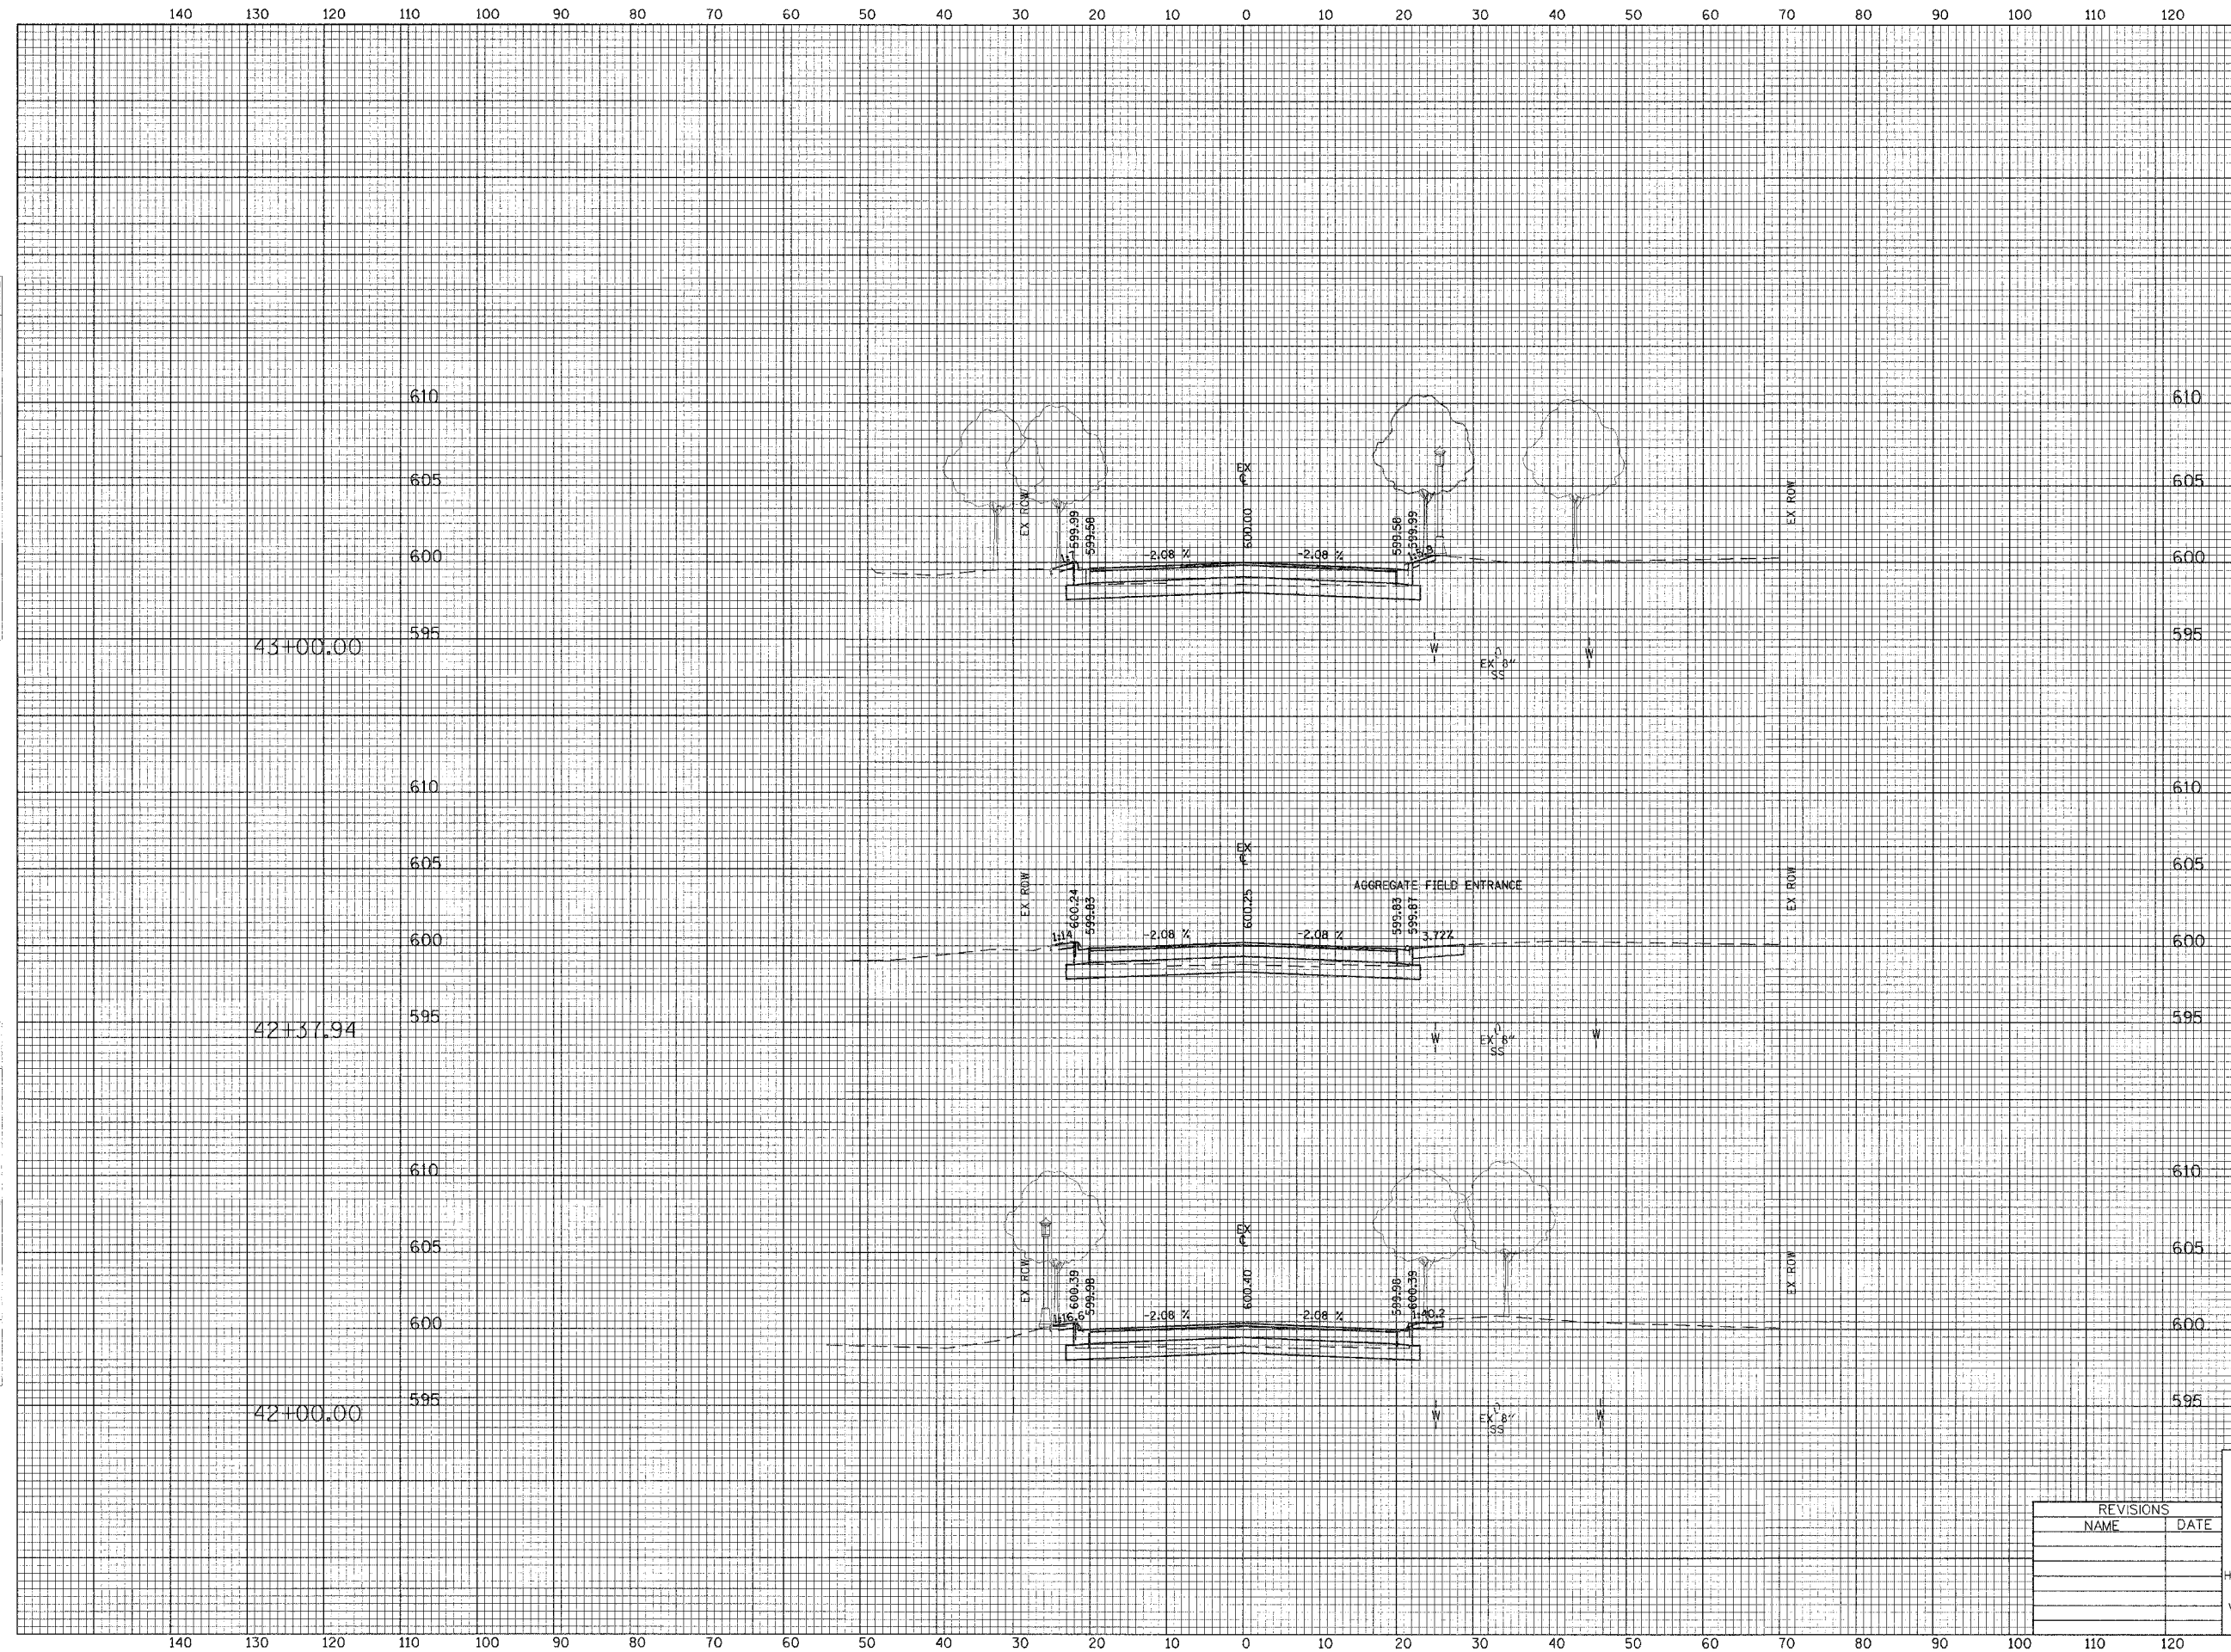 140 130 120 110 100 90 80 70 60 50 40 30 20 10 0 10 20 30 40 50 60 70 80 90 100 110 120
610 610
605 EX ℄ 605
EX ROW 599.99 599.58 600.00 599.58 599.99 EX ROW
600 1:7 -2.08 % -2.08 % 600
43+00.00 595 595
W EX 8" W
SS
610 610
605 EX ℄ 605
EX ROW AGGREGATE FIELD ENTRANCE EX ROW
600.24 599.83 600.25 599.83 599.87
600 1:14 -2.08 % -2.08 % 3.72% 600
42+37.94 595 595
W EX 8" W
SS
610 610
605 EX ℄ 605
EX ROW 600.39 599.98 600.40 599.98 600.39 EX ROW
600 1:16.6 -2.08 % -2.08 % 1:40.2 600
42+00.00 595 595
W EX 8" W
SS
REVISIONS
NAME DATE
140 130 120 110 100 90 80 70 60 50 40 30 20 10 0 10 20 30 40 50 60 70 80 90 100 110 120